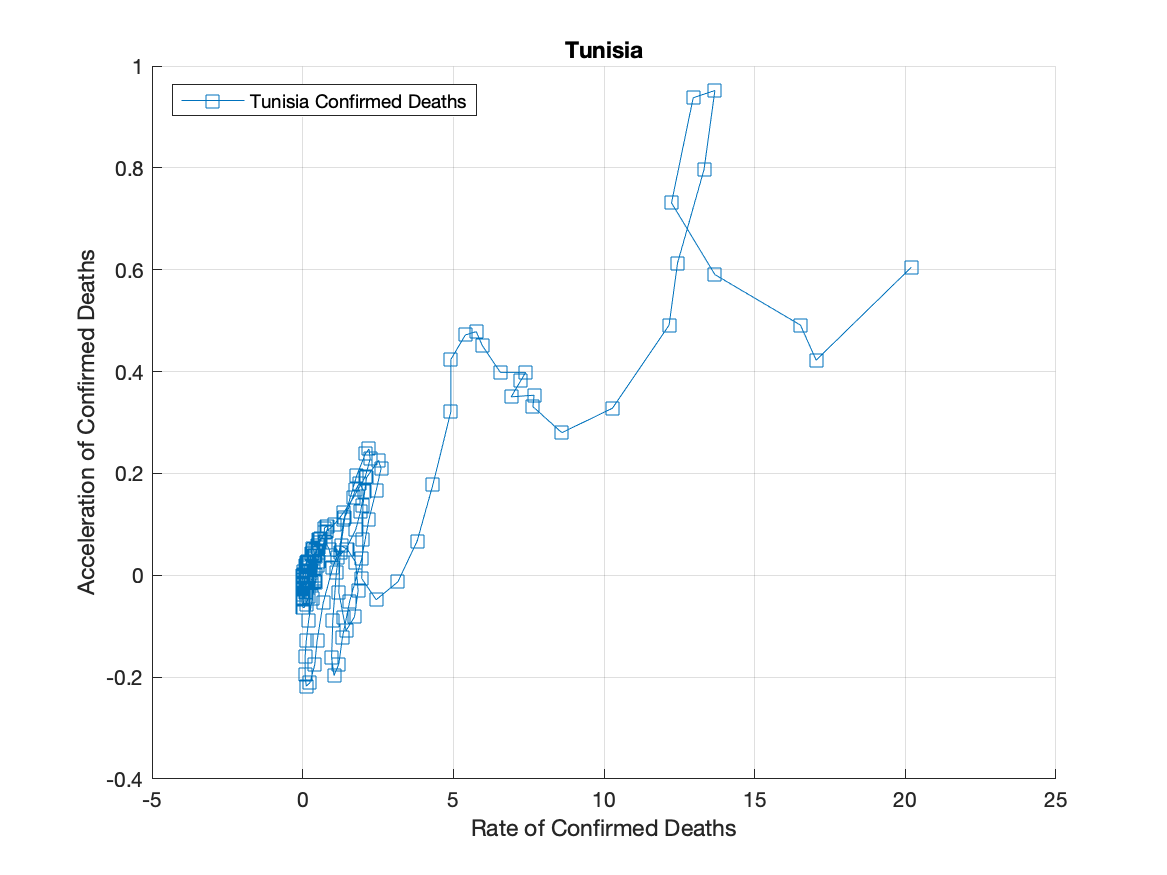 Tunisia
Tunisia Confirmed Deaths
Acceleration of Confirmed Deaths
1
0.8
0.6
0.4
0.2
0
-0.2
-0.4
-5 0 5 10 15 20 25
Rate of Confirmed Deaths